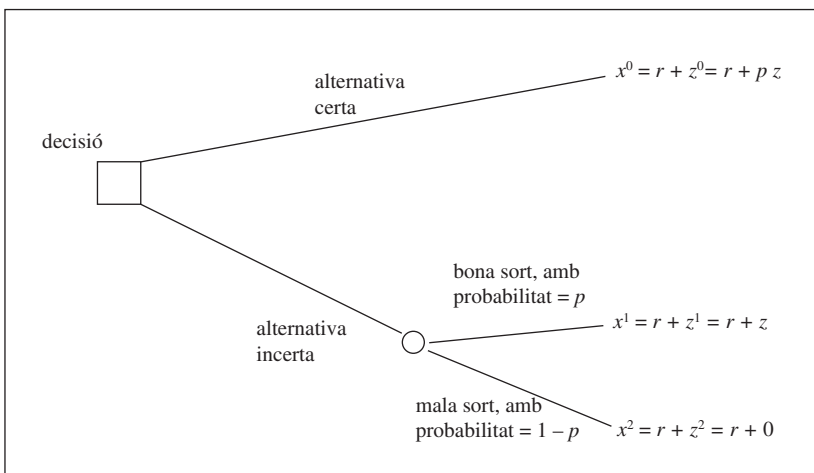 x⁰ = r + z⁰= r + p z
alternativa
certa
decisió
bona sort, amb
probabilitat = p
x¹ = r + z¹ = r + z
alternativa
incerta
mala sort, amb
probabilitat = 1 – p
x² = r + z² = r + 0